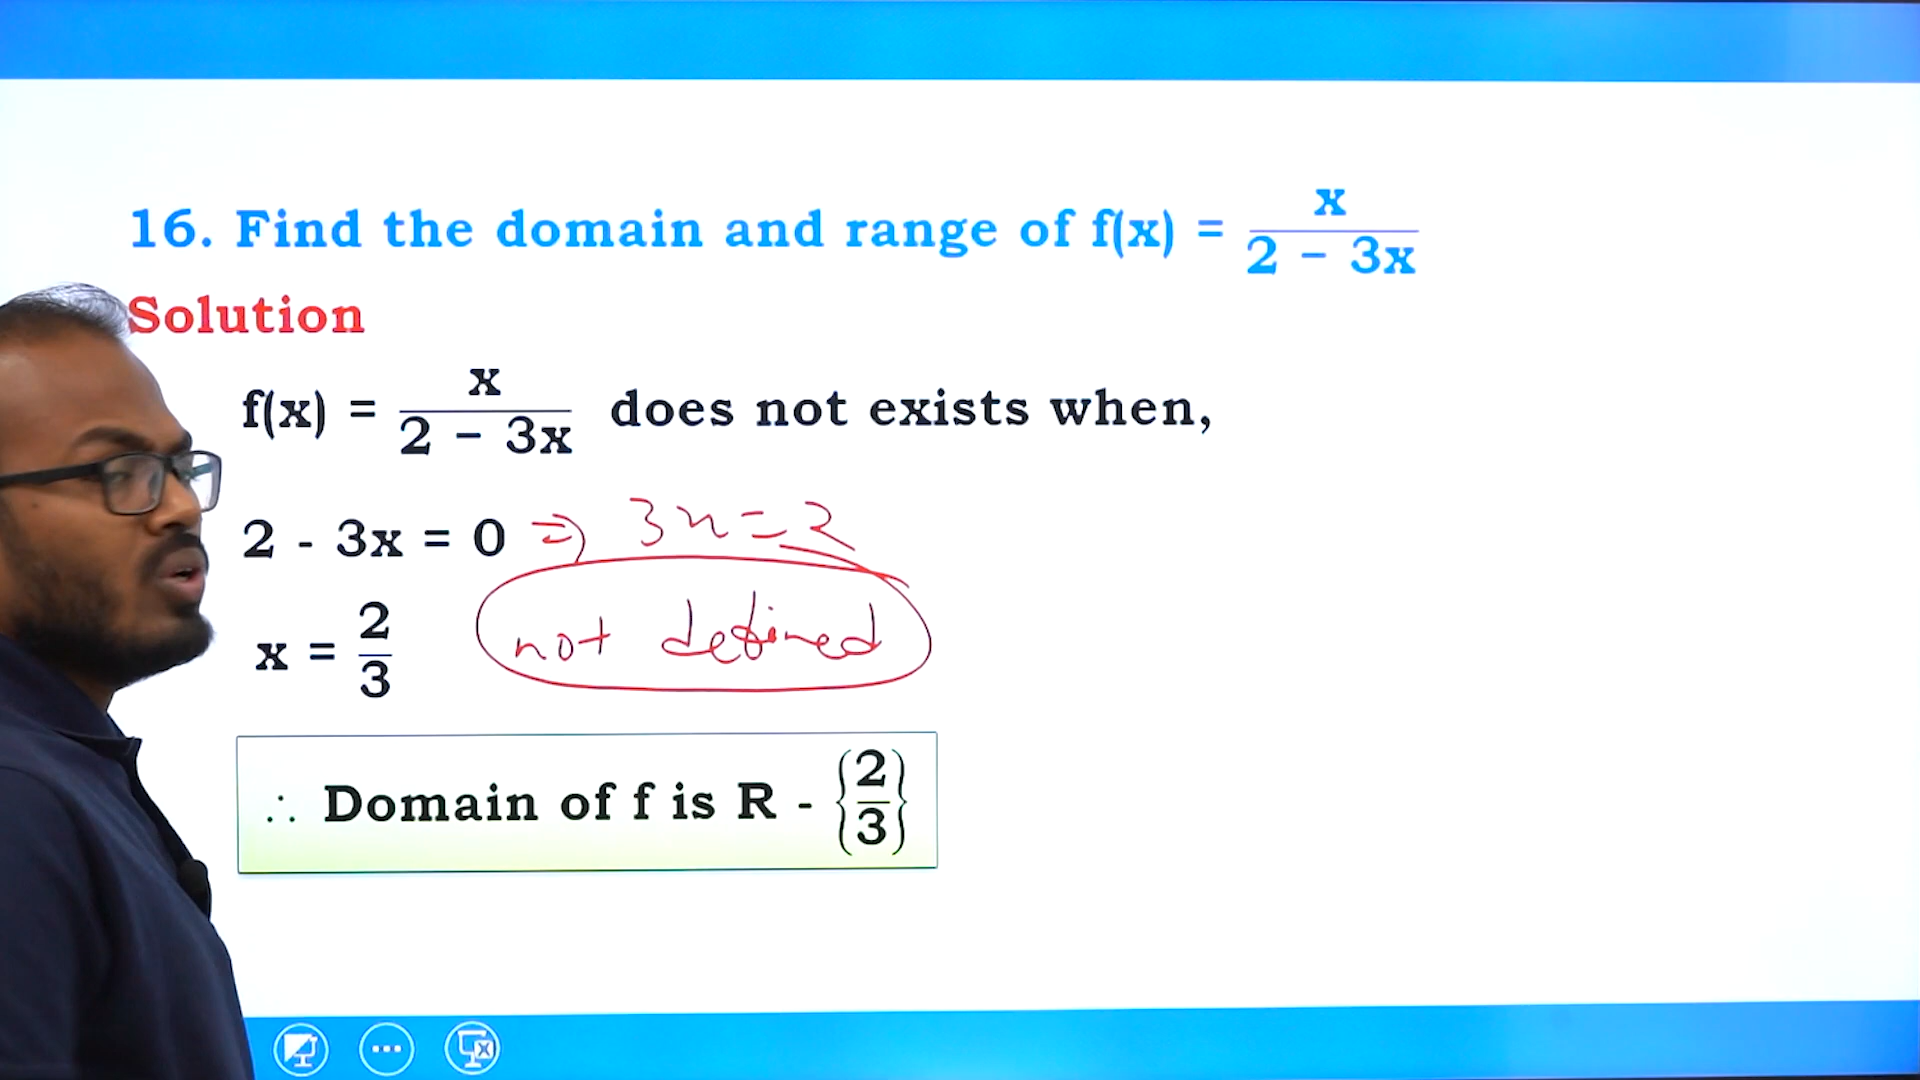 16. Find the domain and range of f(x) = x / (2 − 3x)
Solution
f(x) = x / (2 − 3x) does not exists when,
2 - 3x = 0 ⇒ 3x = 2
x = 2/3 not defined
∴ Domain of f is R - {2/3}